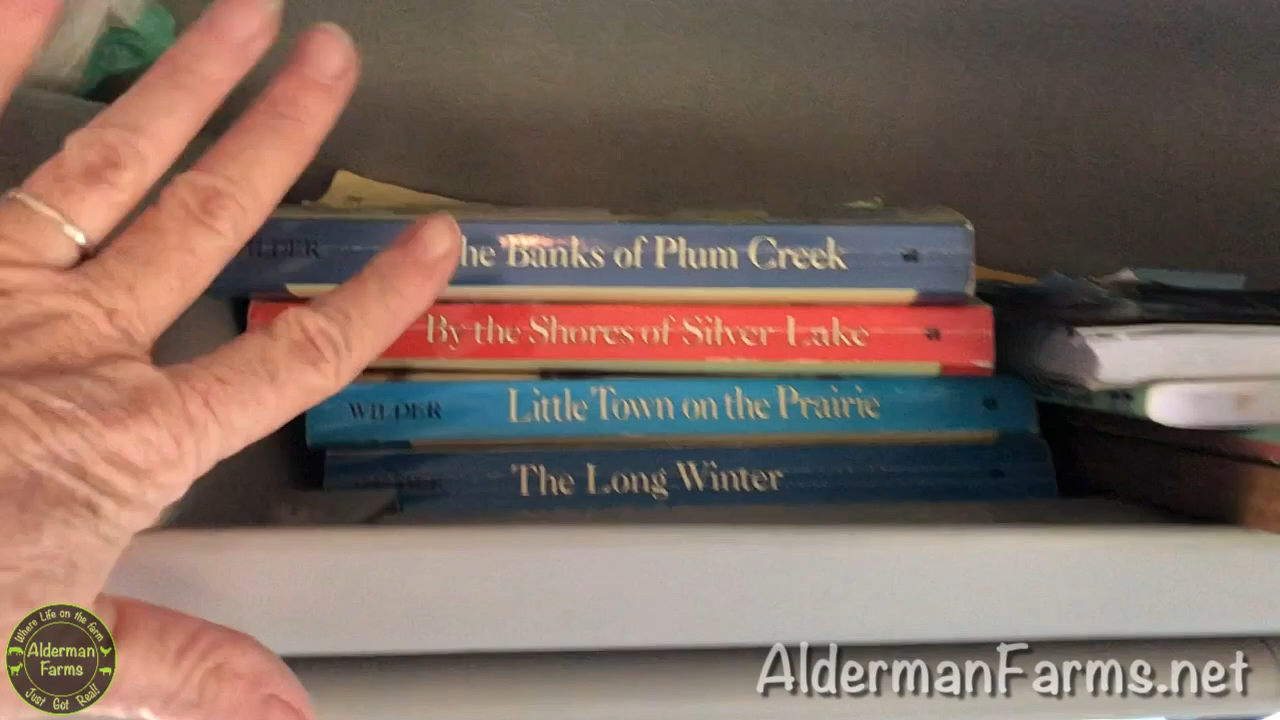 ILDER he Banks of Plum Creek
By the Shores of Silver Lake
WILDER Little Town on the Prairie
The Long Winter
Where Life on the farm
Alderman
Farms
Just Got Real!
AldermanFarms.net